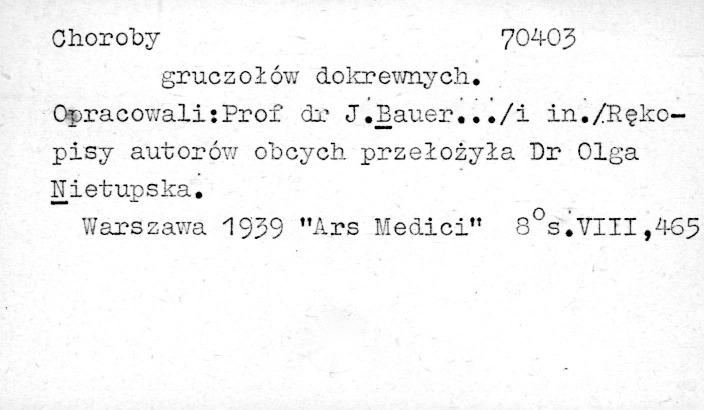 Choroby 70403
gruczołów dokrewnych.
Opracowali:Prof dr J.Bauer.../i in./Ręko-
pisy autorów obcych przełożyła Dr Olga
Nietupska.
Warszawa 1939 "Ars Medici" 8°s.VIII,465